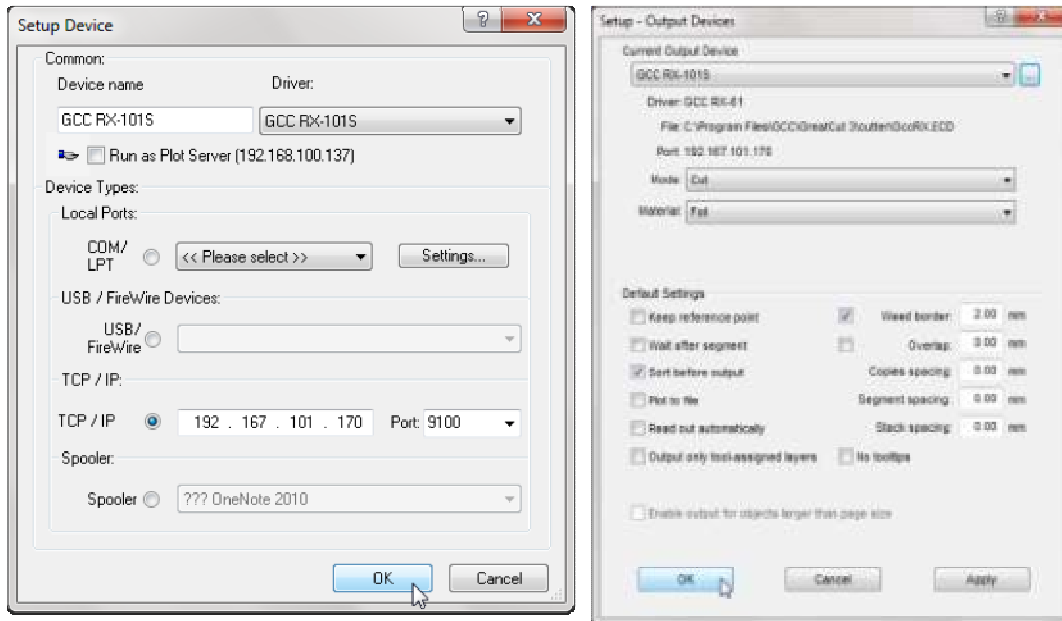 Setup Device
Common:
Device name
Driver:
GCC RX-101S
GCC RX-101S
Run as Plot Server (192.168.100.137)
Device Types:
Local Ports:
COM/
LPT
<< Please select >>
Settings...
USB / FireWire Devices:
USB/
FireWire
TCP / IP:
TCP / IP
192 . 167 . 101 . 170
Port: 9100
Spooler:
Spooler
??? OneNote 2010
OK
Cancel
Setup - Output Devices
Current Output Device
GCC RX-101S
...
Driver: GCC RX-61
File: C:\Program Files\GCC\GreatCut 3\cutter\GccRX.ECD
Port: 192.167.101.170
Mode: Cut
Material:
Default Settings
Keep reference point
Weed border: 2.00 mm
Wait after segment
Overlap: 0.00 mm
Sort before output
Copies spacing: 0.00 mm
Plot to file
Segment spacing: 0.00 mm
Read out automatically
Stack spacing: 0.00 mm
Output only tool-assigned layers
No tooltips
Enable output for objects larger than page size
OK
Cancel
Apply